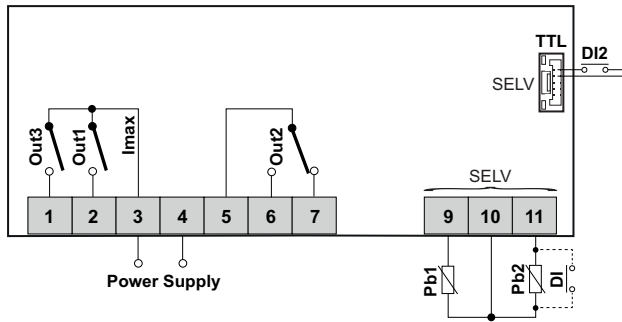 TTL
DI2
SELV
Out3
Out1
Imax
Out2
SELV
1 2 3 4 5 6 7 9 10 11
Power Supply
Pb1
Pb2
DI